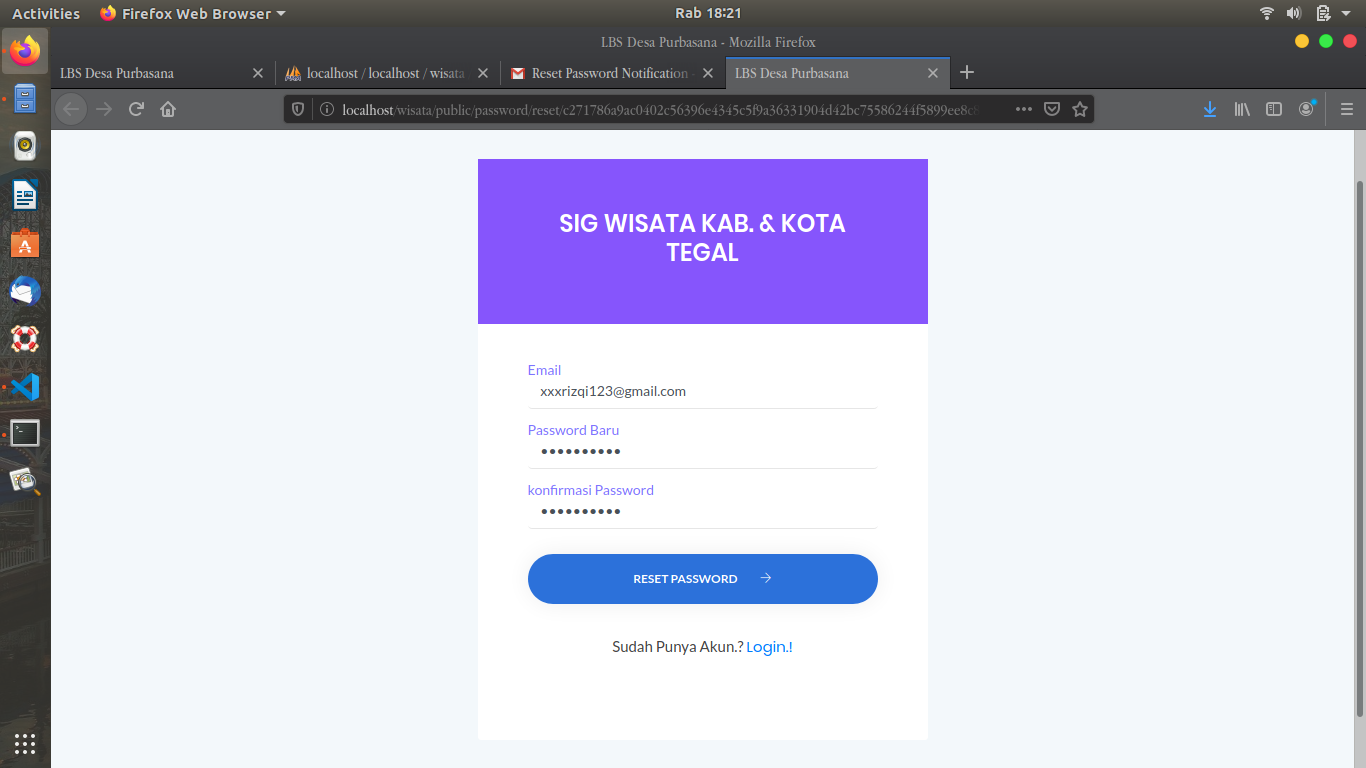 Activities Firefox Web Browser Rab 18:21
LBS Desa Purbasana - Mozilla Firefox
LBS Desa Purbasana localhost / localhost / wisata Reset Password Notification - LBS Desa Purbasana
localhost/wisata/public/password/reset/c271786a9ac0402c56396e4345c5f9a36331904d42bc75586244f5899ee8c
SIG WISATA KAB. & KOTA
TEGAL
Email
xxxrizqi123@gmail.com
Password Baru
••••••••••
konfirmasi Password
••••••••••
RESET PASSWORD
Sudah Punya Akun.? Login.!